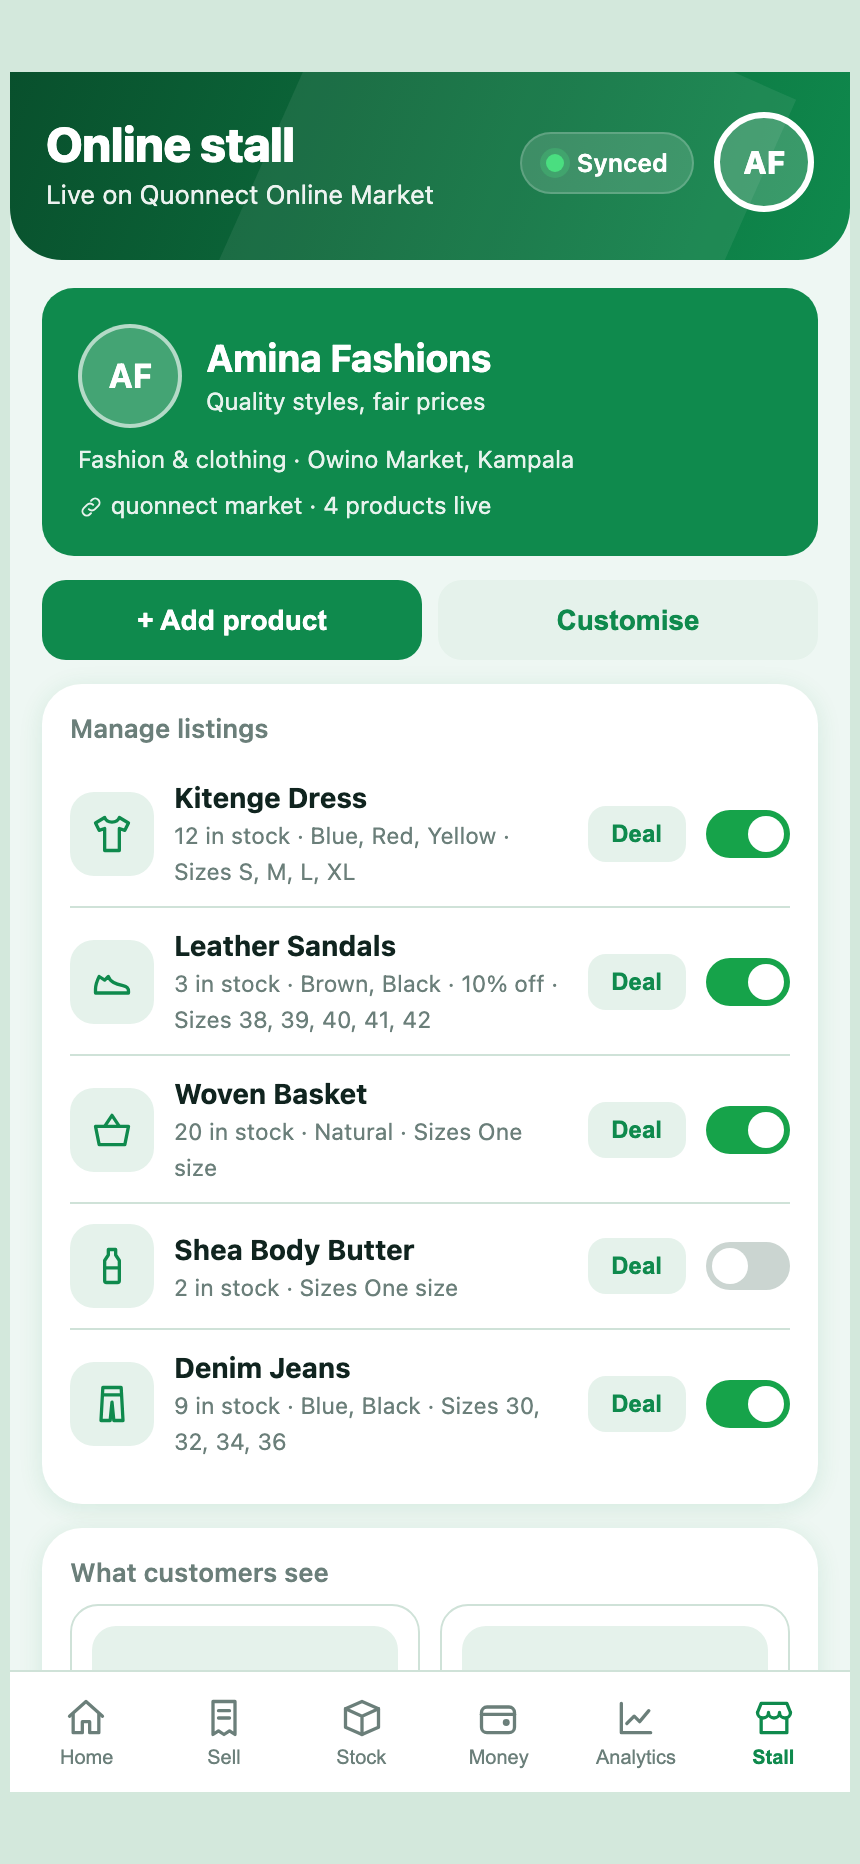 Online stall
Live on Quonnect Online Market
Synced
AF
AF
Amina Fashions
Quality styles, fair prices
Fashion & clothing · Owino Market, Kampala
quonnect market · 4 products live
+ Add product
Customise
Manage listings
Kitenge Dress
12 in stock · Blue, Red, Yellow ·
Sizes S, M, L, XL
Deal
Leather Sandals
3 in stock · Brown, Black · 10% off ·
Sizes 38, 39, 40, 41, 42
Deal
Woven Basket
20 in stock · Natural · Sizes One
size
Deal
Shea Body Butter
2 in stock · Sizes One size
Deal
Denim Jeans
9 in stock · Blue, Black · Sizes 30,
32, 34, 36
Deal
What customers see
Home
Sell
Stock
Money
Analytics
Stall